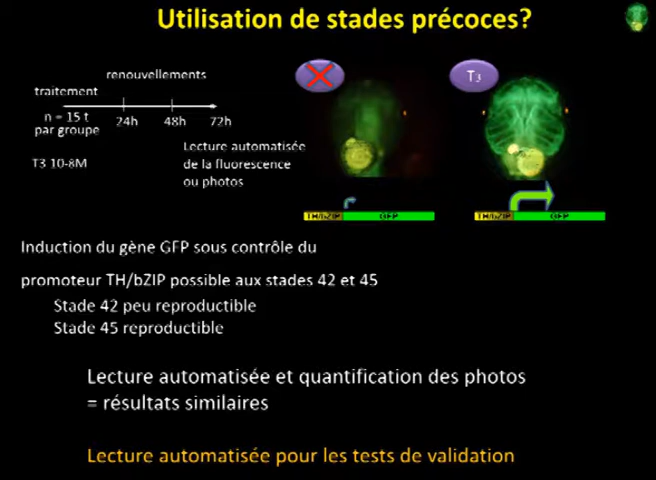 Utilisation de stades précoces?
renouvellements
traitement
n = 15 t
par groupe
24h
48h
72h
T3 10-8M
Lecture automatisée
de la fluorescence
ou photos
T3
TH/bZIP
GFP
TH/bZIP
GFP
Induction du gène GFP sous contrôle du
promoteur TH/bZIP possible aux stades 42 et 45
Stade 42 peu reproductible
Stade 45 reproductible
Lecture automatisée et quantification des photos
= résultats similaires
Lecture automatisée pour les tests de validation